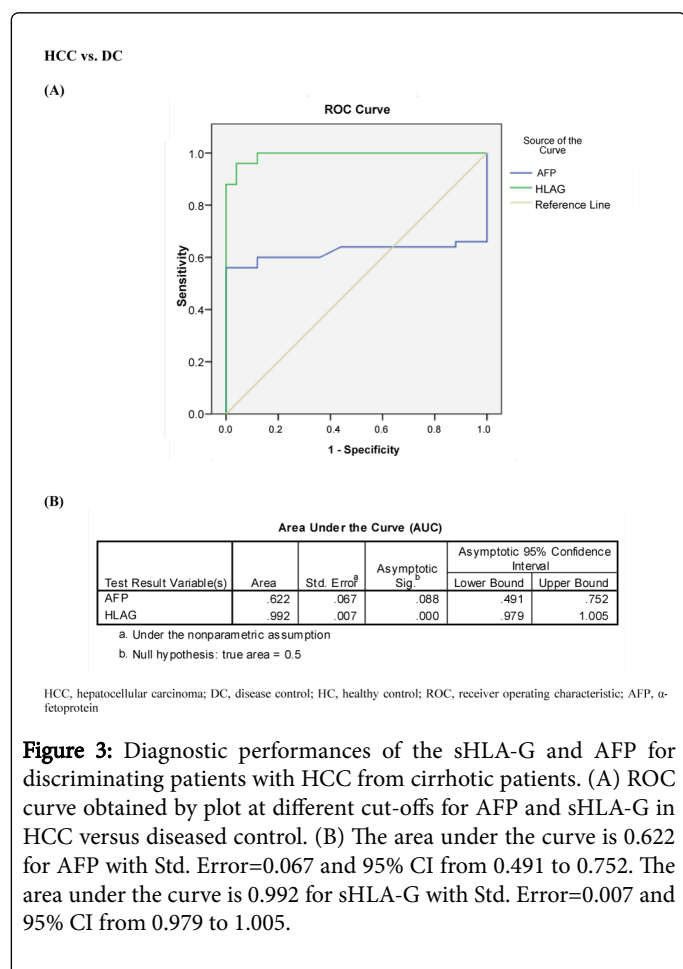 HCC vs. DC
(A)
ROC Curve
Source of the
Curve
AFP
HLAG
Reference Line
Sensitivity
1.0
0.8
0.6
0.4
0.2
0.0
0.0 0.2 0.4 0.6 0.8 1.0
1 - Specificity
(B)
Area Under the Curve (AUC)
Test Result Variable(s) Area Std. Error a Asymptotic Sig. b Asymptotic 95% Confidence Interval
Lower Bound Upper Bound
AFP .622 .067 .088 .491 .752
HLAG .992 .007 .000 .979 1.005
a. Under the nonparametric assumption
b. Null hypothesis: true area = 0.5
HCC, hepatocellular carcinoma; DC, disease control; HC, healthy control; ROC, receiver operating characteristic; AFP, α-
fetoprotein
Figure 3: Diagnostic performances of the sHLA-G and AFP for
discriminating patients with HCC from cirrhotic patients. (A) ROC
curve obtained by plot at different cut-offs for AFP and sHLA-G in
HCC versus diseased control. (B) The area under the curve is 0.622
for AFP with Std. Error=0.067 and 95% CI from 0.491 to 0.752. The
area under the curve is 0.992 for sHLA-G with Std. Error=0.007 and
95% CI from 0.979 to 1.005.